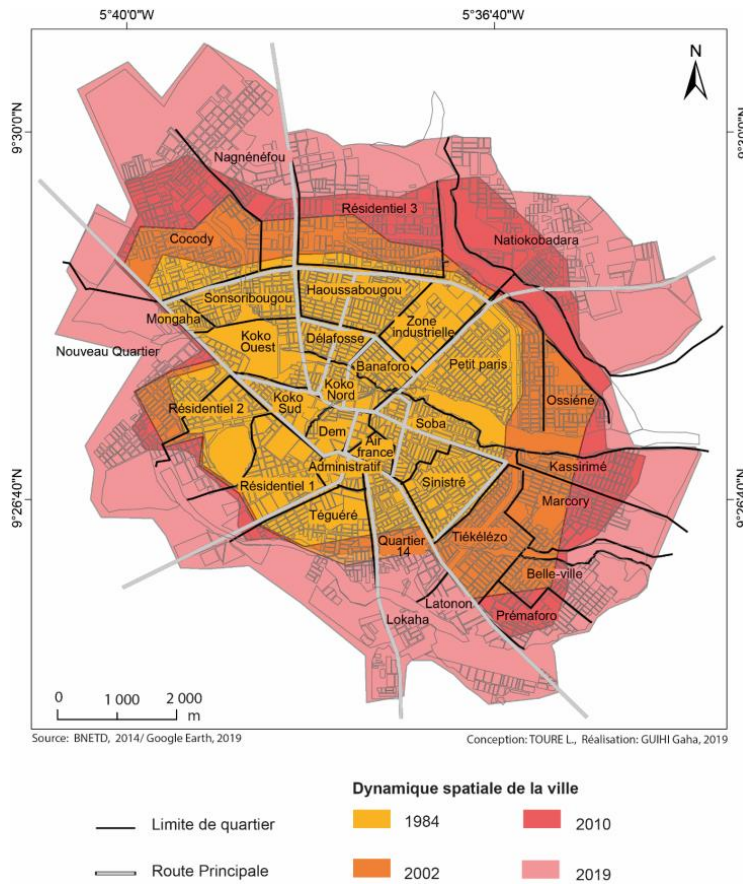 5°40'0"W
5°36'40"W
N
9°30'0"N
9°30'0"N
Nagnénéfou
Résidentiel 3
Cocody
Natiokobadara
Haoussabougou
Sonsoribougou
Mongaha
Zone
industrielle
Koko
Ouest
Délafosse
Nouveau Quartier
Banaforo
Petit paris
Koko
Nord
Résidentiel 2
Koko
Sud
Ossiéné
Soba
Dem
Air
france
Administratif
Kassirimé
9°26'40"N
9°26'40"N
Résidentiel 1
Sinistré
Marcory
Téguéré
Quartier
14
Tiékélézo
Belle-ville
Latonon
Prémaforo
Lokaha
0 1 000 2 000
m
Source: BNETD, 2014/ Google Earth, 2019
Conception: TOURE L., Réalisation: GUIHI Gaha, 2019
Dynamique spatiale de la ville
Limite de quartier
1984
2010
Route Principale
2002
2019